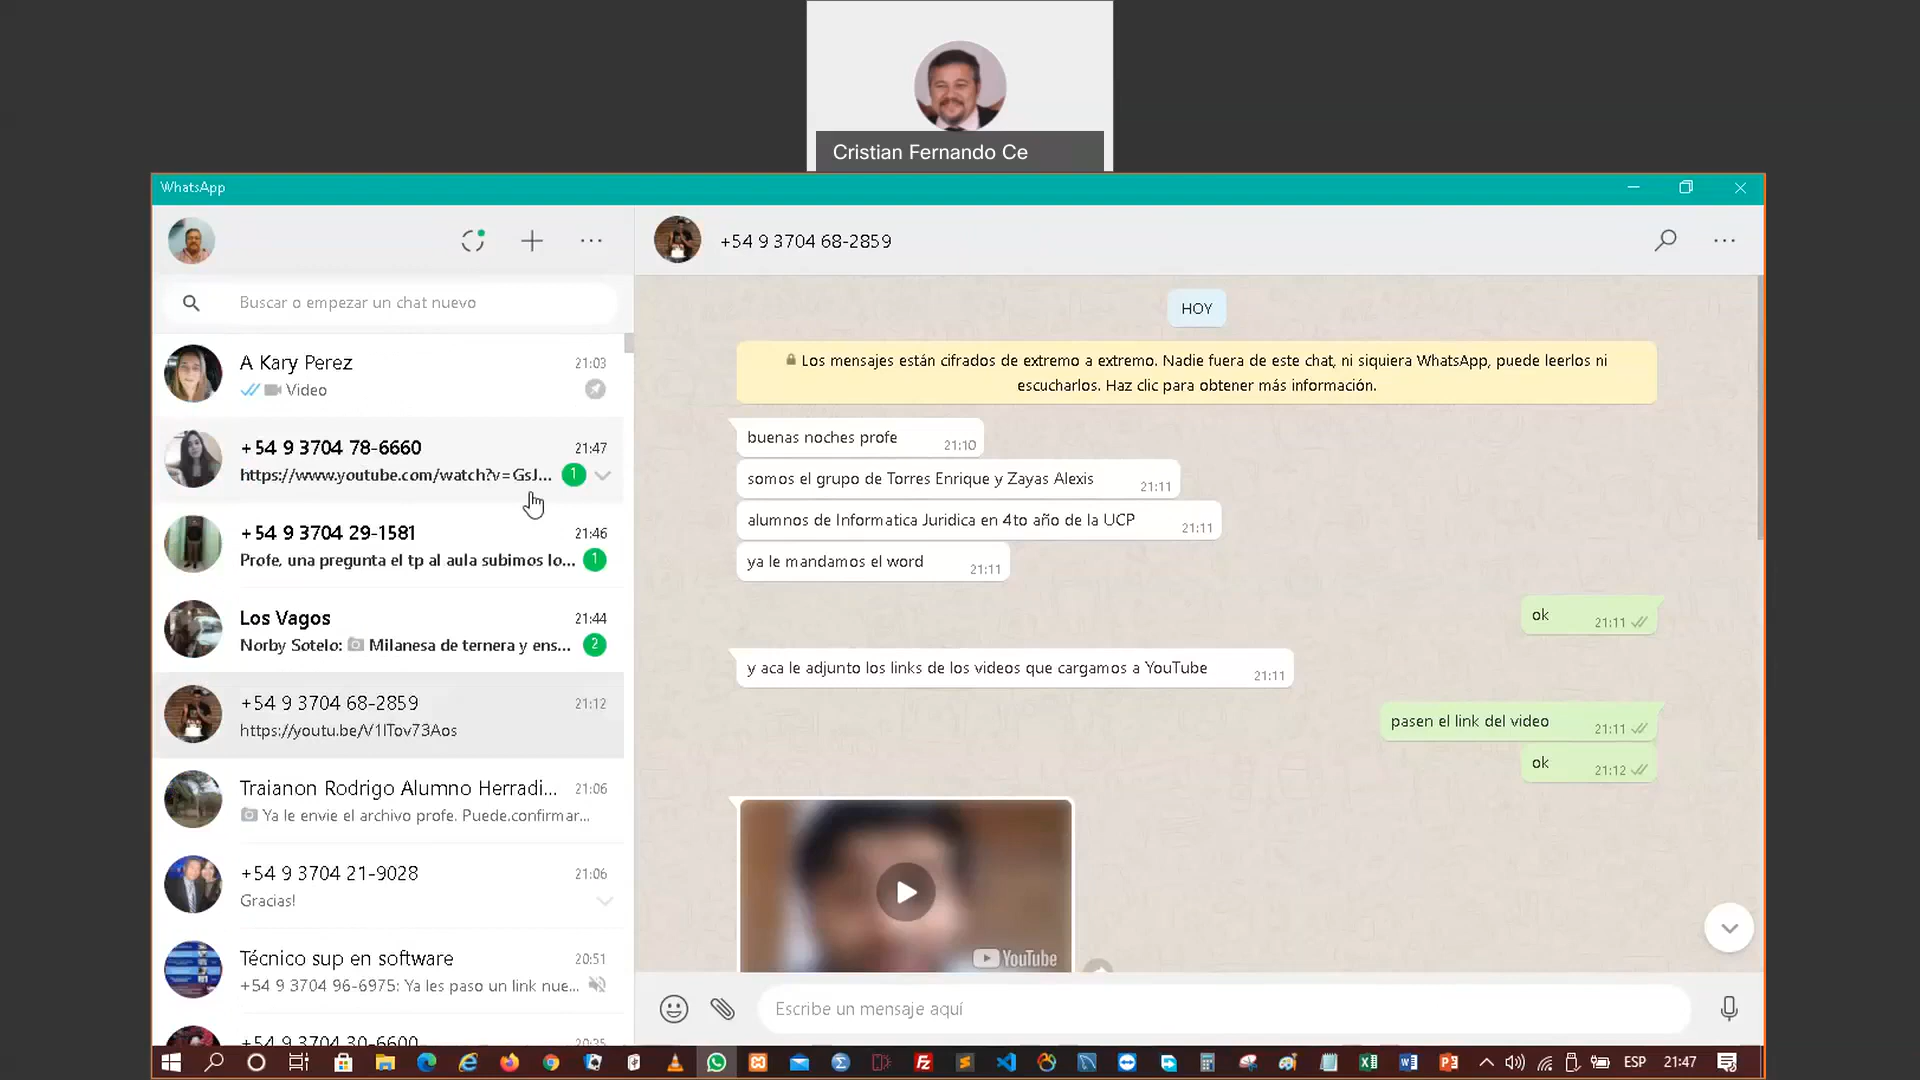 Cristian Fernando Ce
WhatsApp
+54 9 3704 68-2859
Buscar o empezar un chat nuevo
HOY
A Kary Perez
21:03
Video
Los mensajes están cifrados de extremo a extremo. Nadie fuera de este chat, ni siquiera WhatsApp, puede leerlos ni
escucharlos. Haz clic para obtener más información.
+54 9 3704 78-6660
21:47
https://www.youtube.com/watch?v=GsJ...
1
buenas noches profe
21:10
somos el grupo de Torres Enrique y Zayas Alexis
21:11
alumnos de Informatica Juridica en 4to año de la UCP
21:11
ya le mandamos el word
21:11
+54 9 3704 29-1581
21:46
Profe, una pregunta el tp al aula subimos lo...
1
Los Vagos
21:44
Norby Sotelo: Milanesa de ternera y ens...
2
ok
21:11
y aca le adjunto los links de los videos que cargamos a YouTube
21:11
+54 9 3704 68-2859
21:12
https://youtu.be/V1lTov73Aos
pasen el link del video
21:11
ok
21:12
Traianon Rodrigo Alumno Herradi...
21:06
Ya le envie el archivo profe. Puede.confirmar...
+54 9 3704 21-9028
21:06
Gracias!
YouTube
Técnico sup en software
20:51
+54 9 3704 96-6975: Ya les paso un link nue...
Escribe un mensaje aquí
+54 9 3704 30-6600
20:35
ESP
21:47